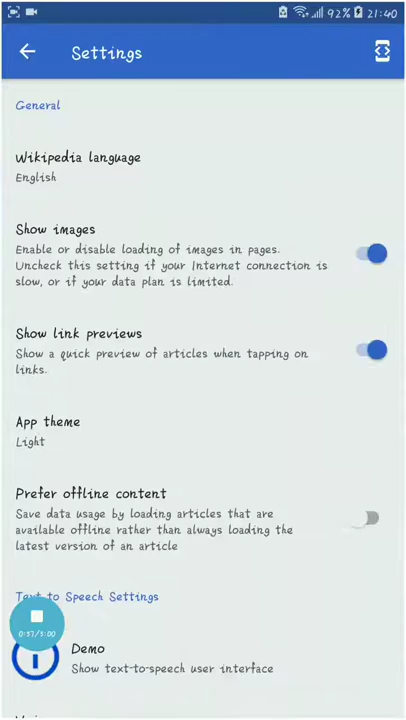 92% 21:40
Settings
General
Wikipedia language
English
Show images
Enable or disable loading of images in pages.
Uncheck this setting if your Internet connection is
slow, or if your data plan is limited.
Show link previews
Show a quick preview of articles when tapping on
links.
App theme
Light
Prefer offline content
Save data usage by loading articles that are
available offline rather than always loading the
latest version of an article
Text to Speech Settings
0:37/3:00
Demo
Show text-to-speech user interface